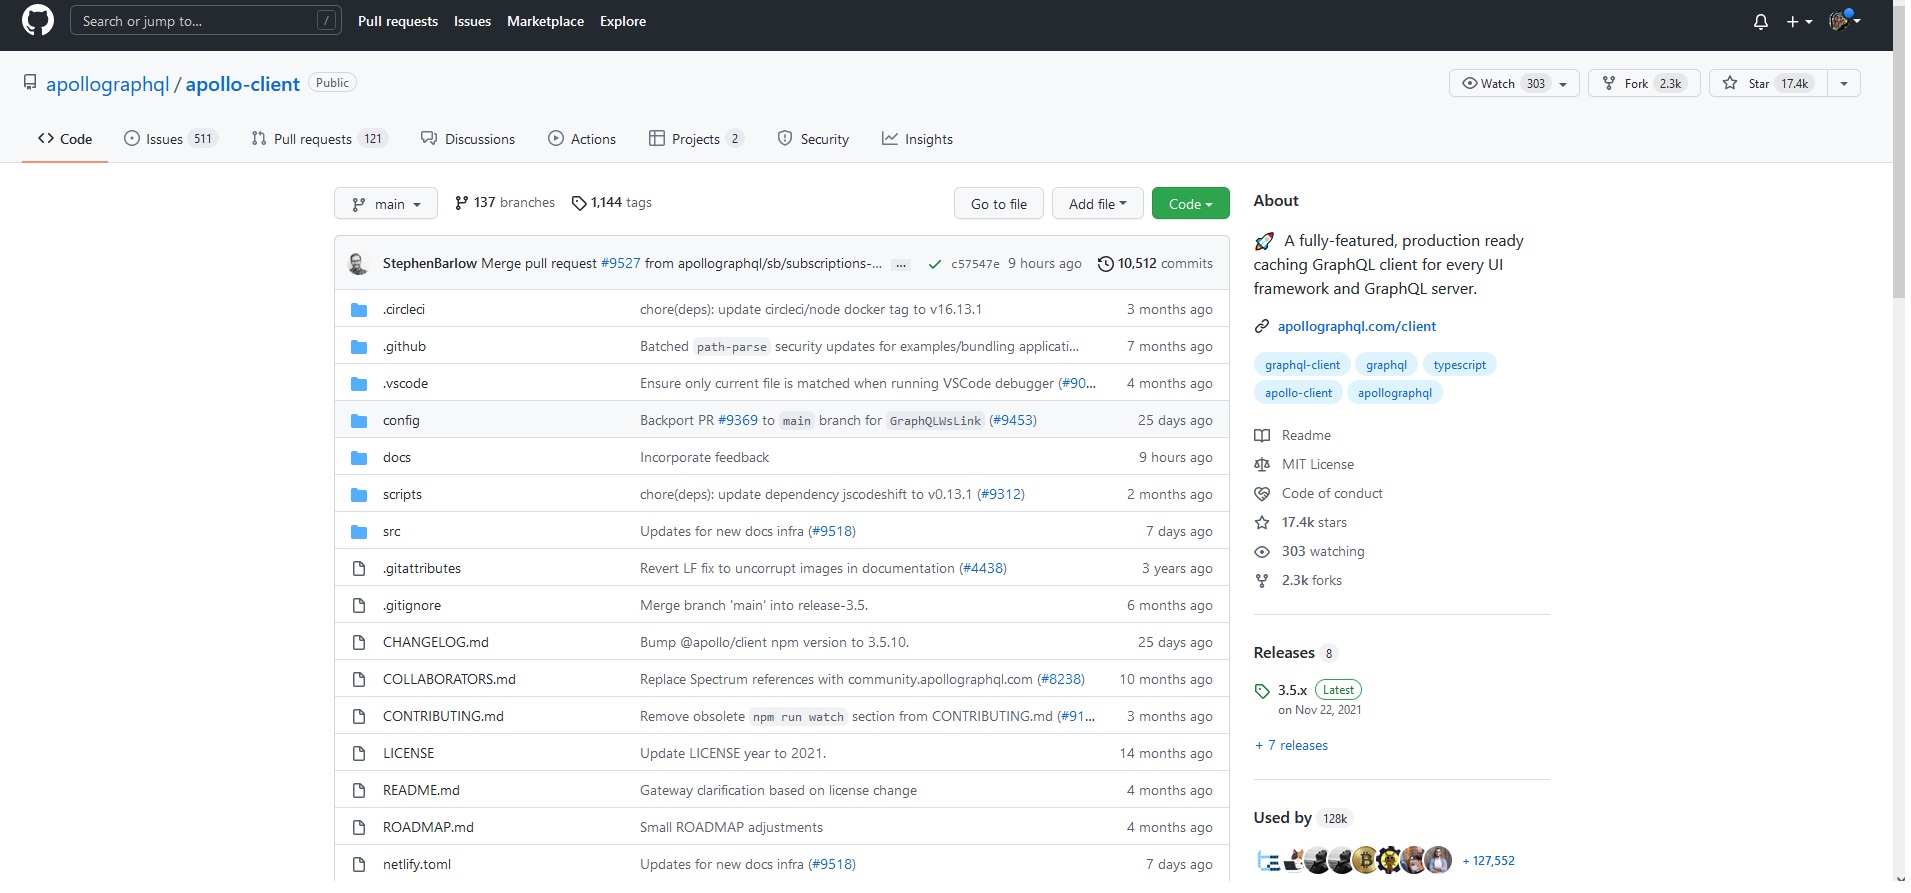 Search or jump to... /
Pull requests Issues Marketplace Explore
apollographql / apollo-client Public
Watch 303 Fork 2.3k Star 17.4k
Code Issues 511 Pull requests 121 Discussions Actions Projects 2 Security Insights
main 137 branches 1,144 tags Go to file Add file Code
StephenBarlow Merge pull request #9527 from apollographql/sb/subscriptions-... ... c57547e 9 hours ago 10,512 commits
.circleci chore(deps): update circleci/node docker tag to v16.13.1 3 months ago
.github Batched path-parse security updates for examples/bundling applicati... 7 months ago
.vscode Ensure only current file is matched when running VSCode debugger (#90... 4 months ago
config Backport PR #9369 to main branch for GraphQLWsLink (#9453) 25 days ago
docs Incorporate feedback 9 hours ago
scripts chore(deps): update dependency jscodeshift to v0.13.1 (#9312) 2 months ago
src Updates for new docs infra (#9518) 7 days ago
.gitattributes Revert LF fix to uncorrupt images in documentation (#4438) 3 years ago
.gitignore Merge branch 'main' into release-3.5. 6 months ago
CHANGELOG.md Bump @apollo/client npm version to 3.5.10. 25 days ago
COLLABORATORS.md Replace Spectrum references with community.apollographql.com (#8238) 10 months ago
CONTRIBUTING.md Remove obsolete npm run watch section from CONTRIBUTING.md (#91... 3 months ago
LICENSE Update LICENSE year to 2021. 14 months ago
README.md Gateway clarification based on license change 4 months ago
ROADMAP.md Small ROADMAP adjustments 4 months ago
netlify.toml Updates for new docs infra (#9518) 7 days ago
About
A fully-featured, production ready
caching GraphQL client for every UI
framework and GraphQL server.
apollographql.com/client
graphql-client graphql typescript
apollo-client apollographql
Readme
MIT License
Code of conduct
17.4k stars
303 watching
2.3k forks
Releases 8
3.5.x Latest
on Nov 22, 2021
+ 7 releases
Used by 128k
+ 127,552